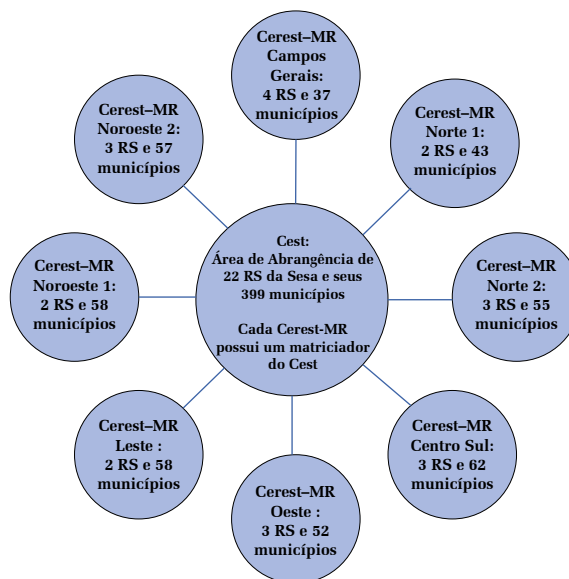 Cerest–MR
Campos
Gerais:
4 RS e 37
municípios
Cerest–MR
Norte 1:
2 RS e 43
municípios
Cerest–MR
Norte 2:
3 RS e 55
municípios
Cerest–MR
Centro Sul:
3 RS e 62
municípios
Cerest–MR
Oeste :
3 RS e 52
municípios
Cerest–MR
Leste :
2 RS e 58
municípios
Cerest–MR
Noroeste 1:
2 RS e 58
municípios
Cerest–MR
Noroeste 2:
3 RS e 57
municípios
Cest:
Área de Abrangência de
22 RS da Sesa e seus
399 municípios
Cada Cerest-MR
possui um matriciador
do Cest